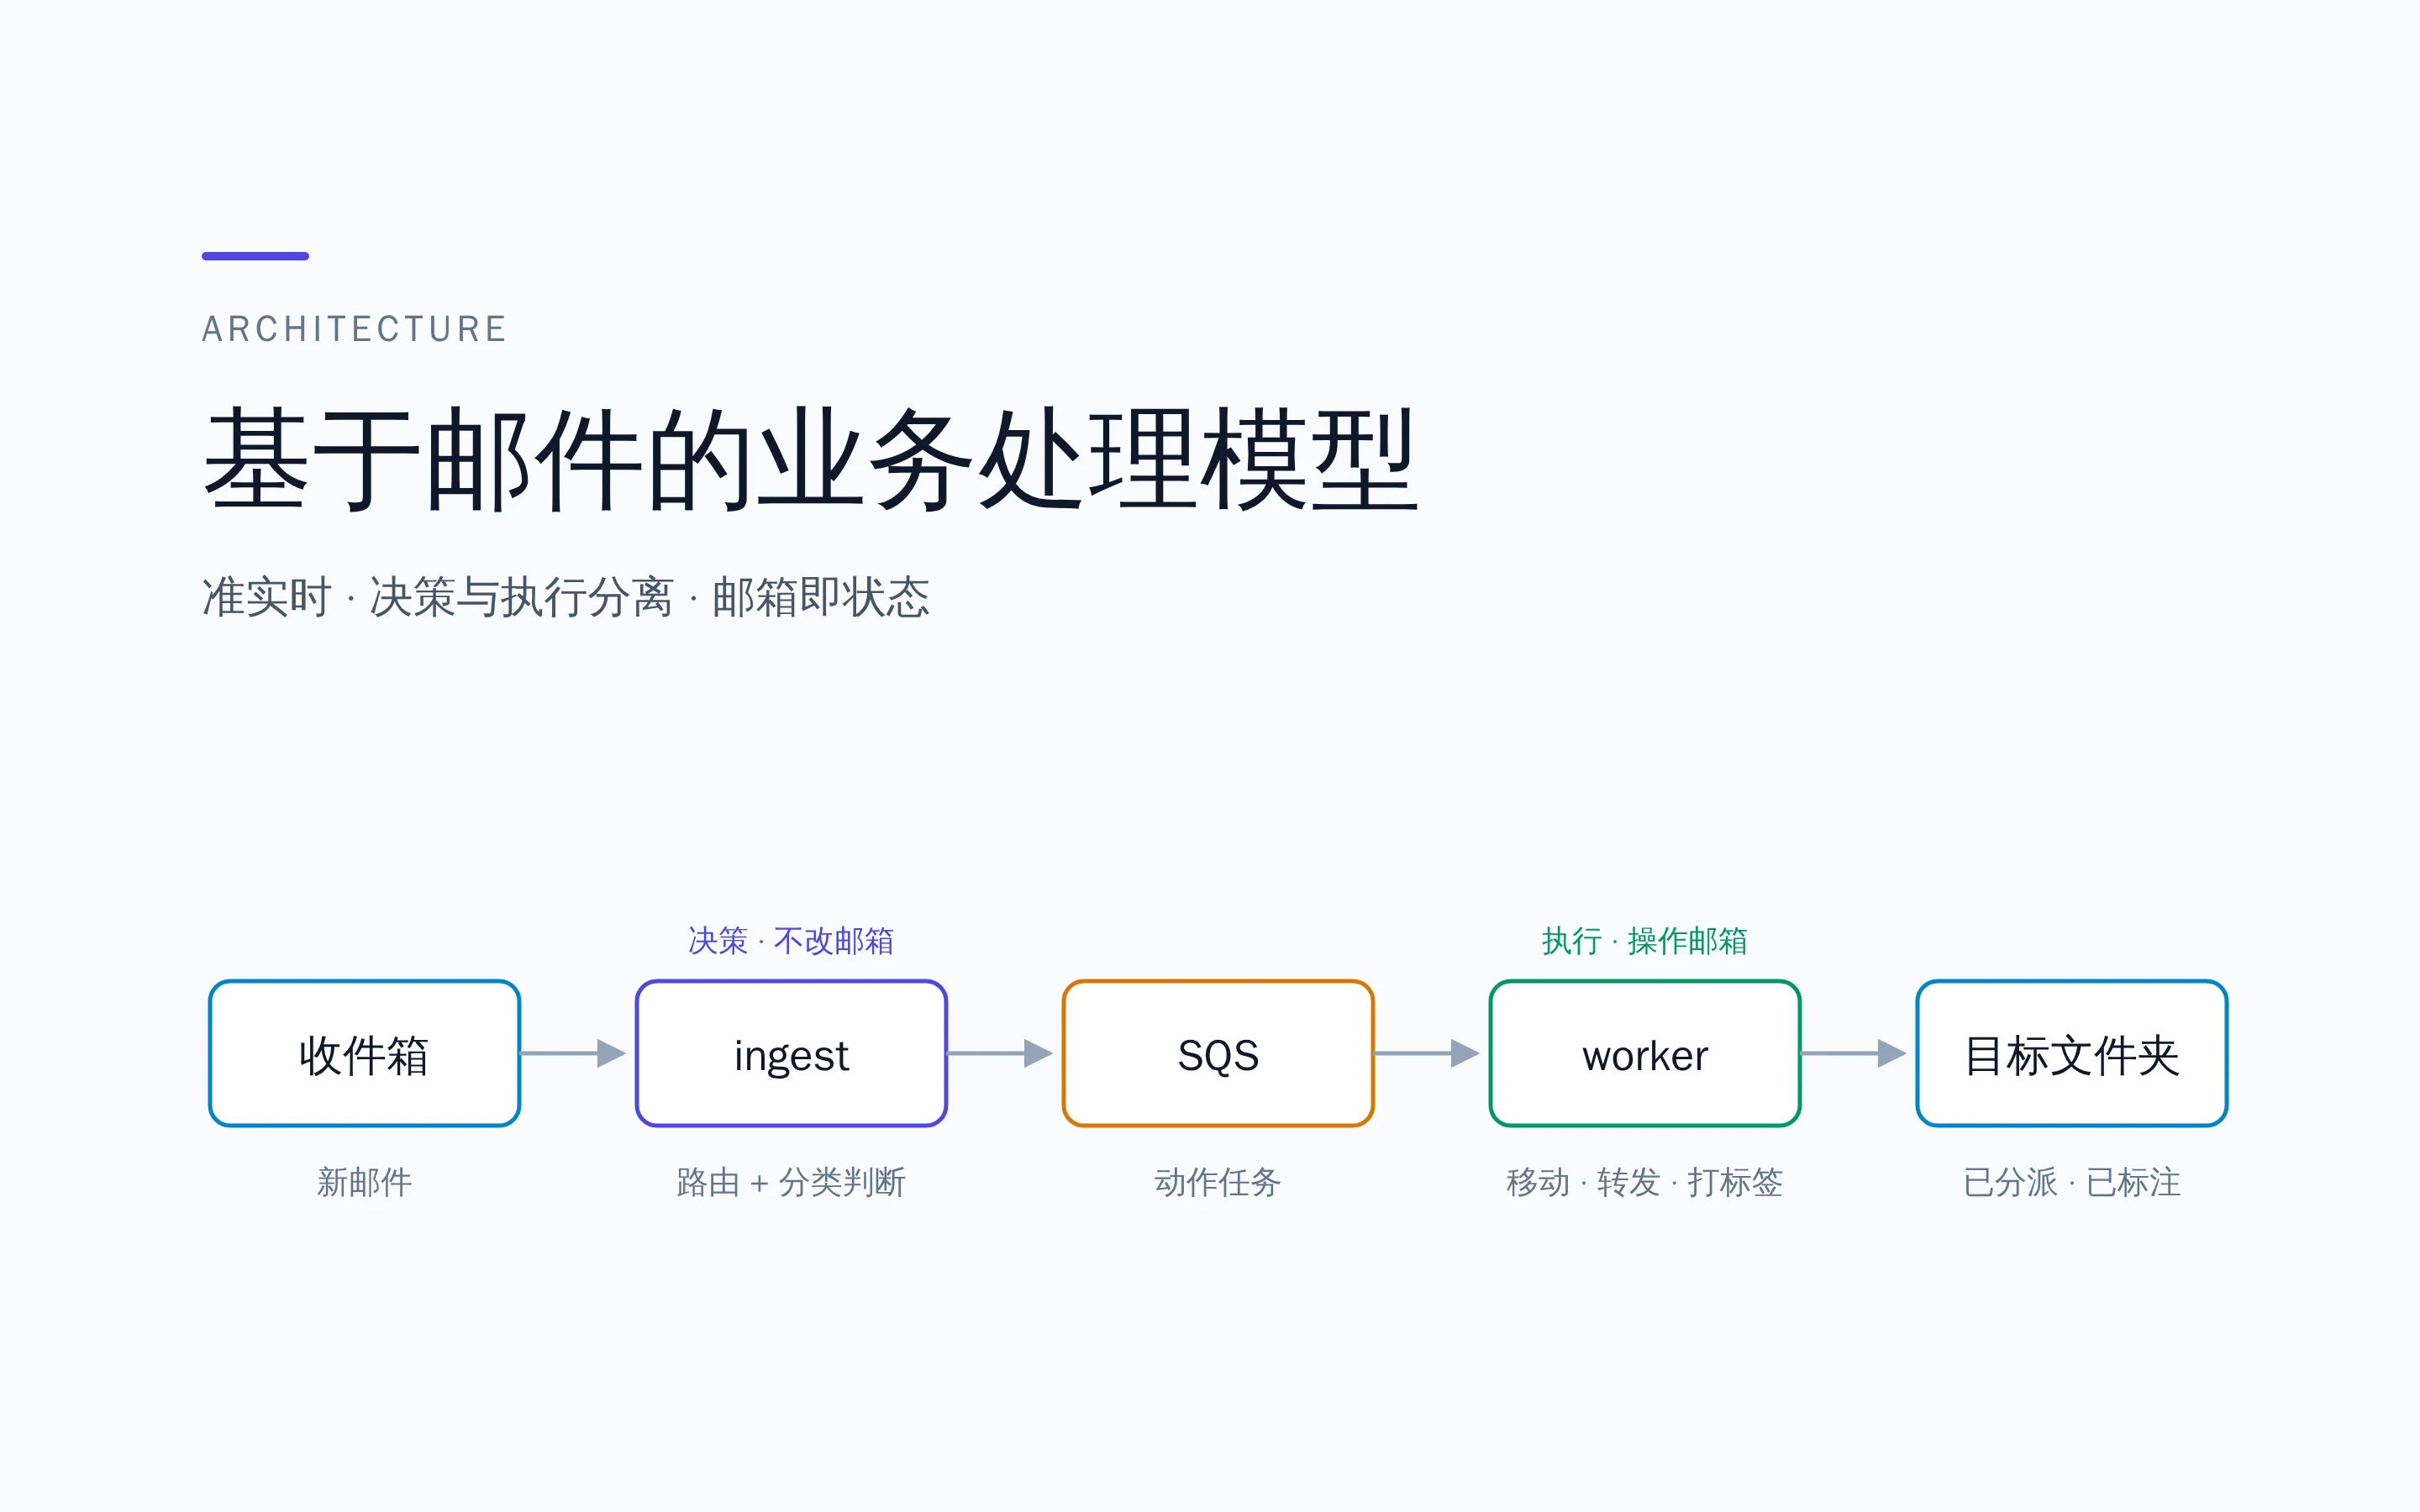 ARCHITECTURE
基于邮件的业务处理模型
准实时 · 决策与执行分离 · 邮箱即状态
决策 · 不改邮箱
执行 · 操作邮箱
收件箱
ingest
SQS
worker
目标文件夹
新邮件
路由 + 分类判断
动作任务
移动 · 转发 · 打标签
已分派 · 已标注